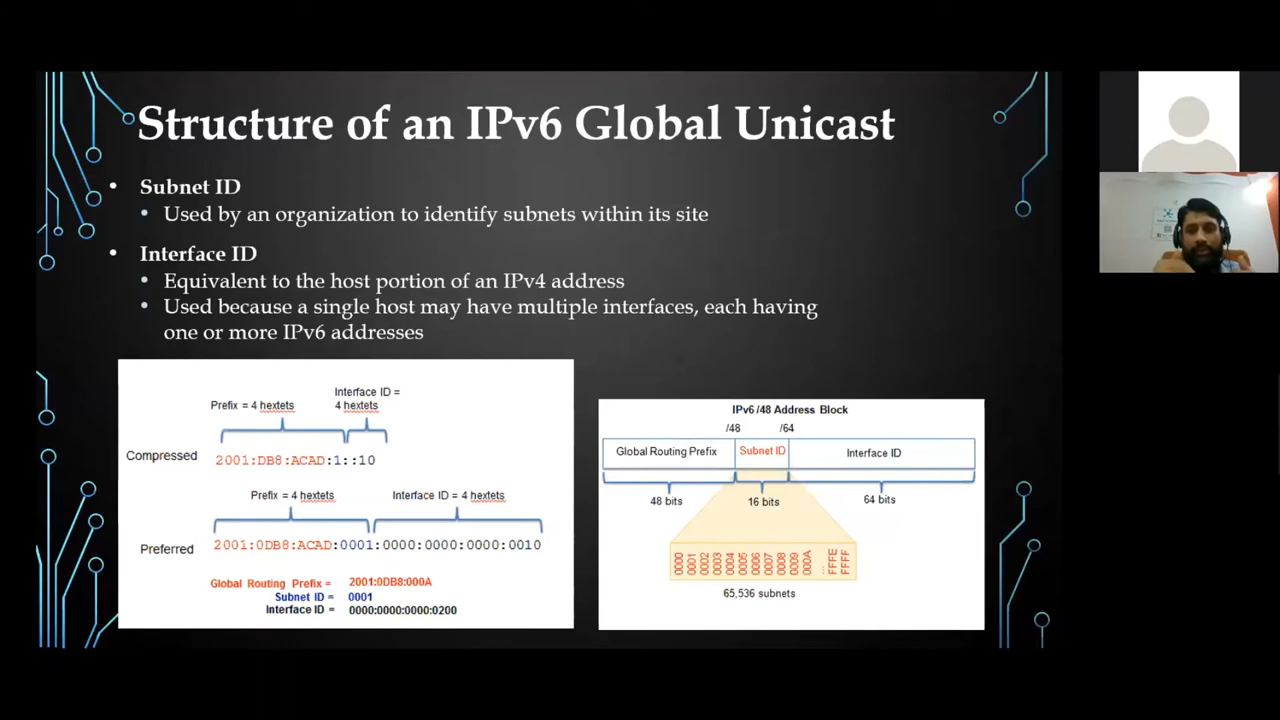 Structure of an IPv6 Global Unicast
• Subnet ID
• Used by an organization to identify subnets within its site
• Interface ID
• Equivalent to the host portion of an IPv4 address
• Used because a single host may have multiple interfaces, each having
one or more IPv6 addresses
Interface ID =
Prefix = 4 hextets 4 hextets
Compressed 2001:DB8:ACAD:1::10
Prefix = 4 hextets Interface ID = 4 hextets
Preferred 2001:0DB8:ACAD:0001:0000:0000:0000:0010
Global Routing Prefix = 2001:0DB8:000A
Subnet ID = 0001
Interface ID = 0000:0000:0000:0200
IPv6 /48 Address Block
/48 /64
Global Routing Prefix Subnet ID Interface ID
48 bits 16 bits 64 bits
0000
0001
0002
0003
0004
0005
0006
0007
0008
0009
000A
...
FFFE
FFFF
65,536 subnets